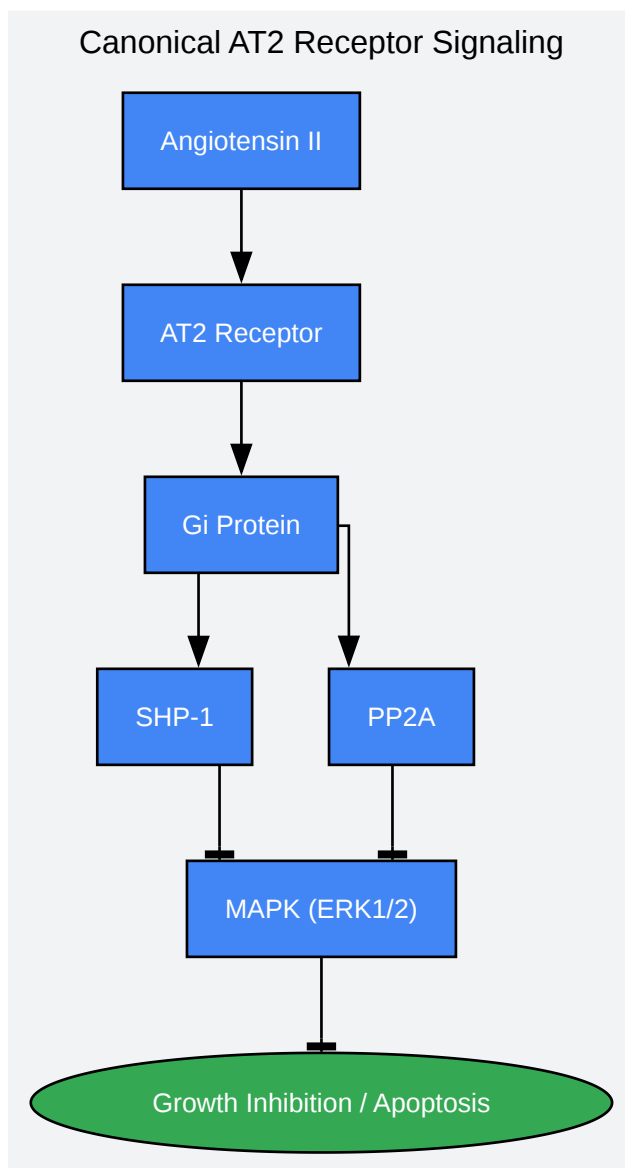 Canonical AT2 Receptor Signaling
Angiotensin II
AT2 Receptor
Gi Protein
SHP-1
PP2A
MAPK (ERK1/2)
Growth Inhibition / Apoptosis